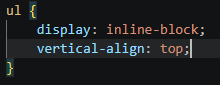 ul {
    display: inline-block;
    vertical-align: top;
}